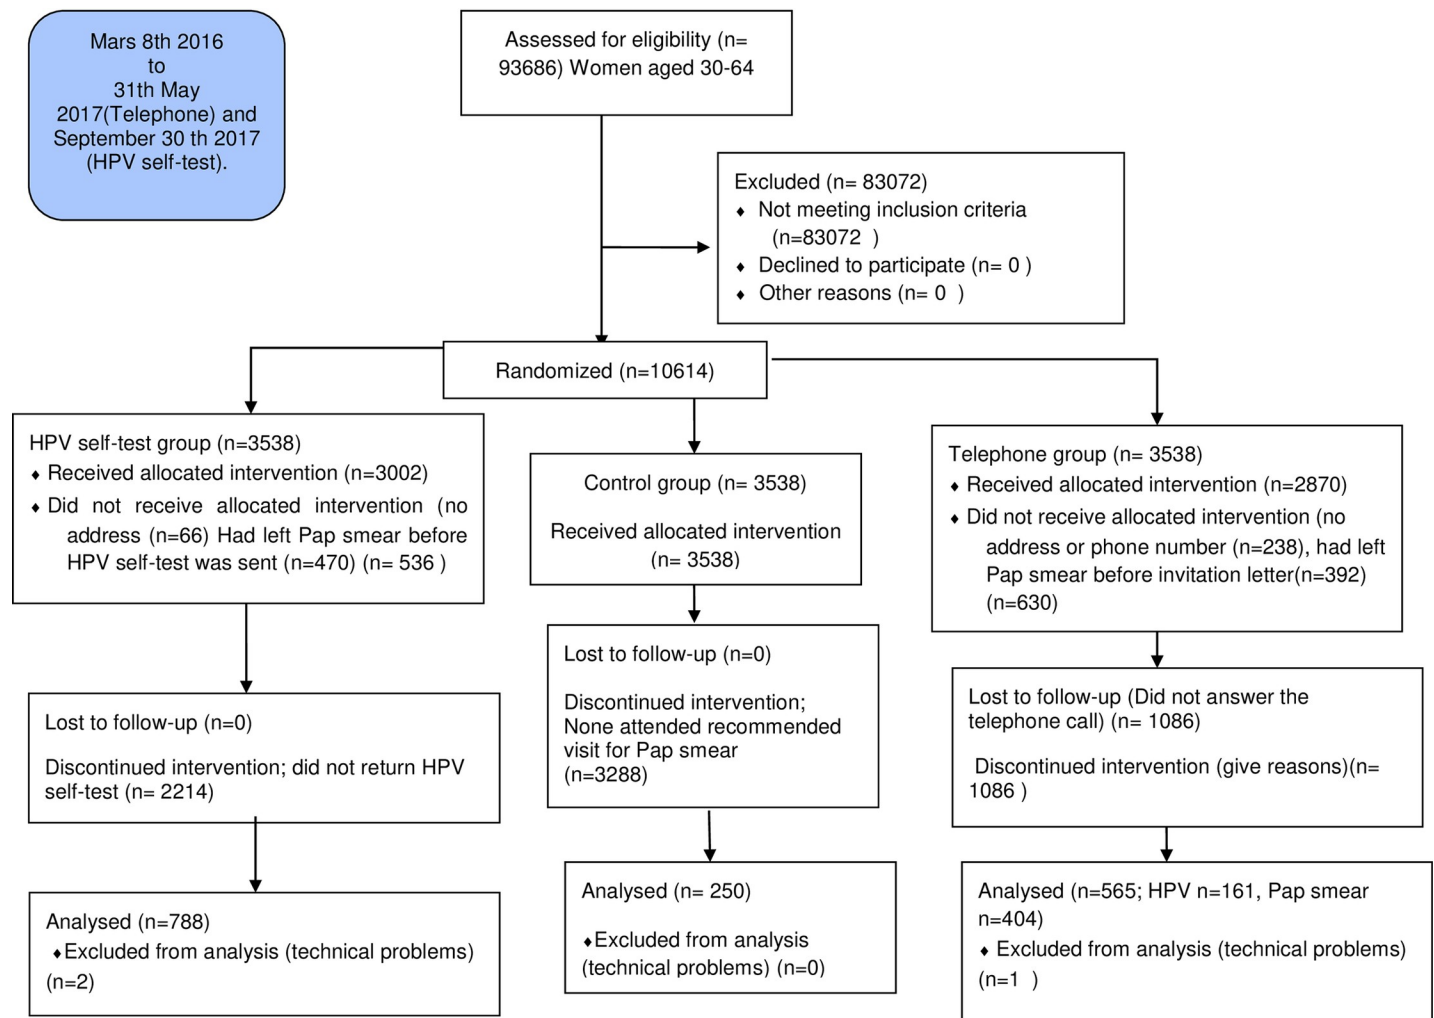 Mars 8th 2016
to
31th May
2017(Telephone) and
September 30 th 2017
(HPV self-test).
Assessed for eligibility (n=
93686) Women aged 30-64
Excluded (n= 83072)
♦ Not meeting inclusion criteria
(n=83072 )
♦ Declined to participate (n= 0 )
♦ Other reasons (n= 0 )
Randomized (n=10614)
HPV self-test group (n=3538)
♦ Received allocated intervention (n=3002)
♦ Did not receive allocated intervention (no
address (n=66) Had left Pap smear before
HPV self-test was sent (n=470) (n= 536 )
Control group (n= 3538)
Received allocated intervention
(n= 3538)
Telephone group (n= 3538)
♦ Received allocated intervention (n=2870)
♦ Did not receive allocated intervention (no
address or phone number (n=238), had left
Pap smear before invitation letter(n=392)
(n=630)
Lost to follow-up (n=0)
Discontinued intervention; did not return HPV
self-test (n= 2214)
Lost to follow-up (n=0)
Discontinued intervention;
None attended recommended
visit for Pap smear
(n=3288)
Lost to follow-up (Did not answer the
telephone call) (n= 1086)
Discontinued intervention (give reasons)(n=
1086 )
Analysed (n=788)
♦Excluded from analysis (technical problems)
(n=2)
Analysed (n= 250)
♦Excluded from analysis
(technical problems) (n=0)
Analysed (n=565; HPV n=161, Pap smear
n=404)
♦ Excluded from analysis (technical problems)
(n=1 )